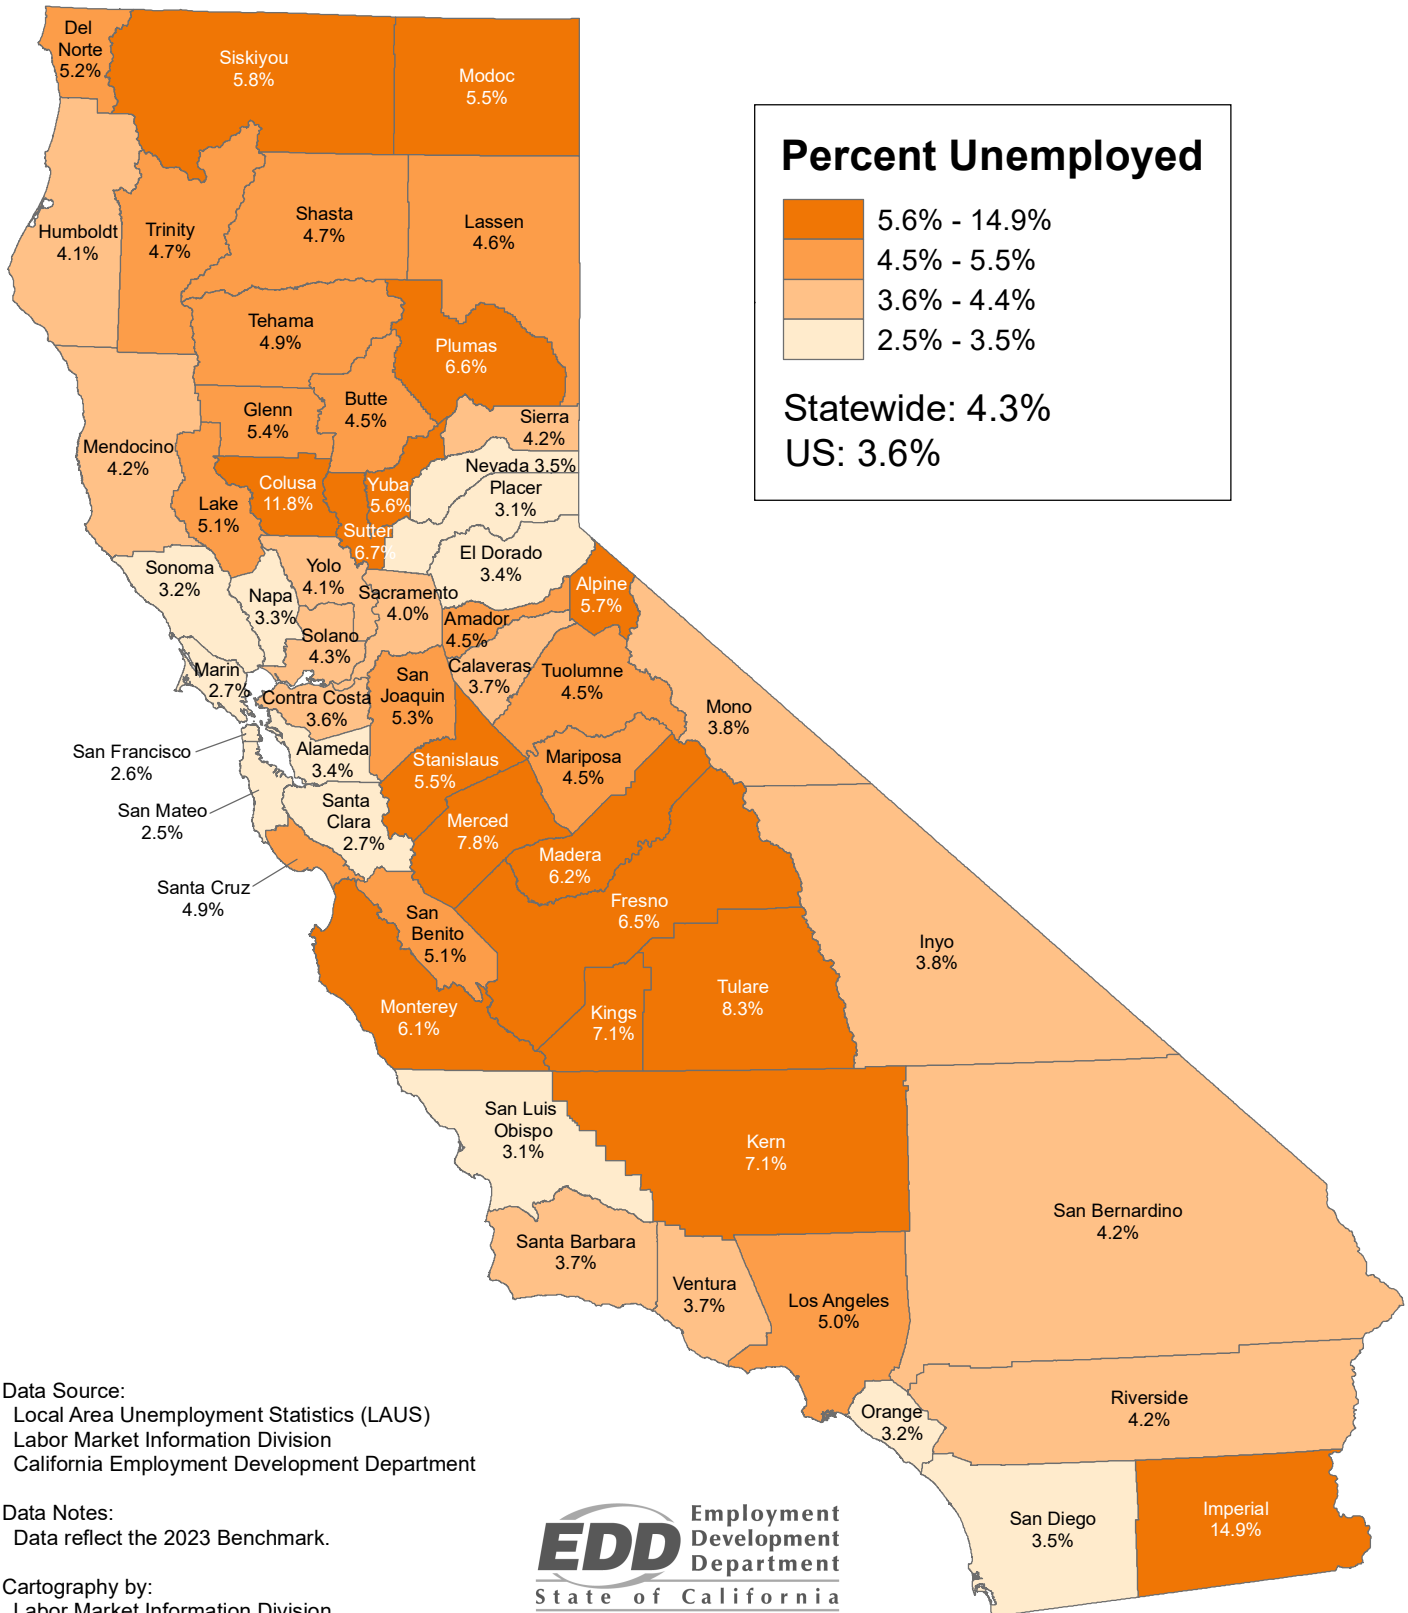 Del
Norte
5.2%
Siskiyou
5.8%
Modoc
5.5%
Percent Unemployed
5.6% - 14.9%
4.5% - 5.5%
3.6% - 4.4%
2.5% - 3.5%
Statewide: 4.3%
US: 3.6%
Humboldt
4.1%
Trinity
4.7%
Shasta
4.7%
Lassen
4.6%
Tehama
4.9%
Plumas
6.6%
Glenn
5.4%
Butte
4.5%
Sierra
4.2%
Mendocino
4.2%
Nevada 3.5%
Lake
5.1%
Colusa
11.8%
Yuba
5.6%
Placer
3.1%
Sutter
6.7%
El Dorado
3.4%
Sonoma
3.2%
Napa
3.3%
Yolo
4.1%
Sacramento
4.0%
Alpine
5.7%
Amador
4.5%
Solano
4.3%
Marin
2.7%
Calaveras
3.7%
Tuolumne
4.5%
San
Joaquin
5.3%
Contra Costa
3.6%
Mono
3.8%
San Francisco
2.6%
Alameda
3.4%
Stanislaus
5.5%
Mariposa
4.5%
San Mateo
2.5%
Santa
Clara
2.7%
Merced
7.8%
Madera
6.2%
Santa Cruz
4.9%
Fresno
6.5%
San
Benito
5.1%
Inyo
3.8%
Monterey
6.1%
Kings
7.1%
Tulare
8.3%
San Luis
Obispo
3.1%
Kern
7.1%
San Bernardino
4.2%
Santa Barbara
3.7%
Ventura
3.7%
Los Angeles
5.0%
Orange
3.2%
Riverside
4.2%
San Diego
3.5%
Imperial
14.9%
Data Source:
Local Area Unemployment Statistics (LAUS)
Labor Market Information Division
California Employment Development Department
Data Notes:
Data reflect the 2023 Benchmark.
Cartography by:
Labor Market Information Division
EDD
Employment
Development
Department
State of California